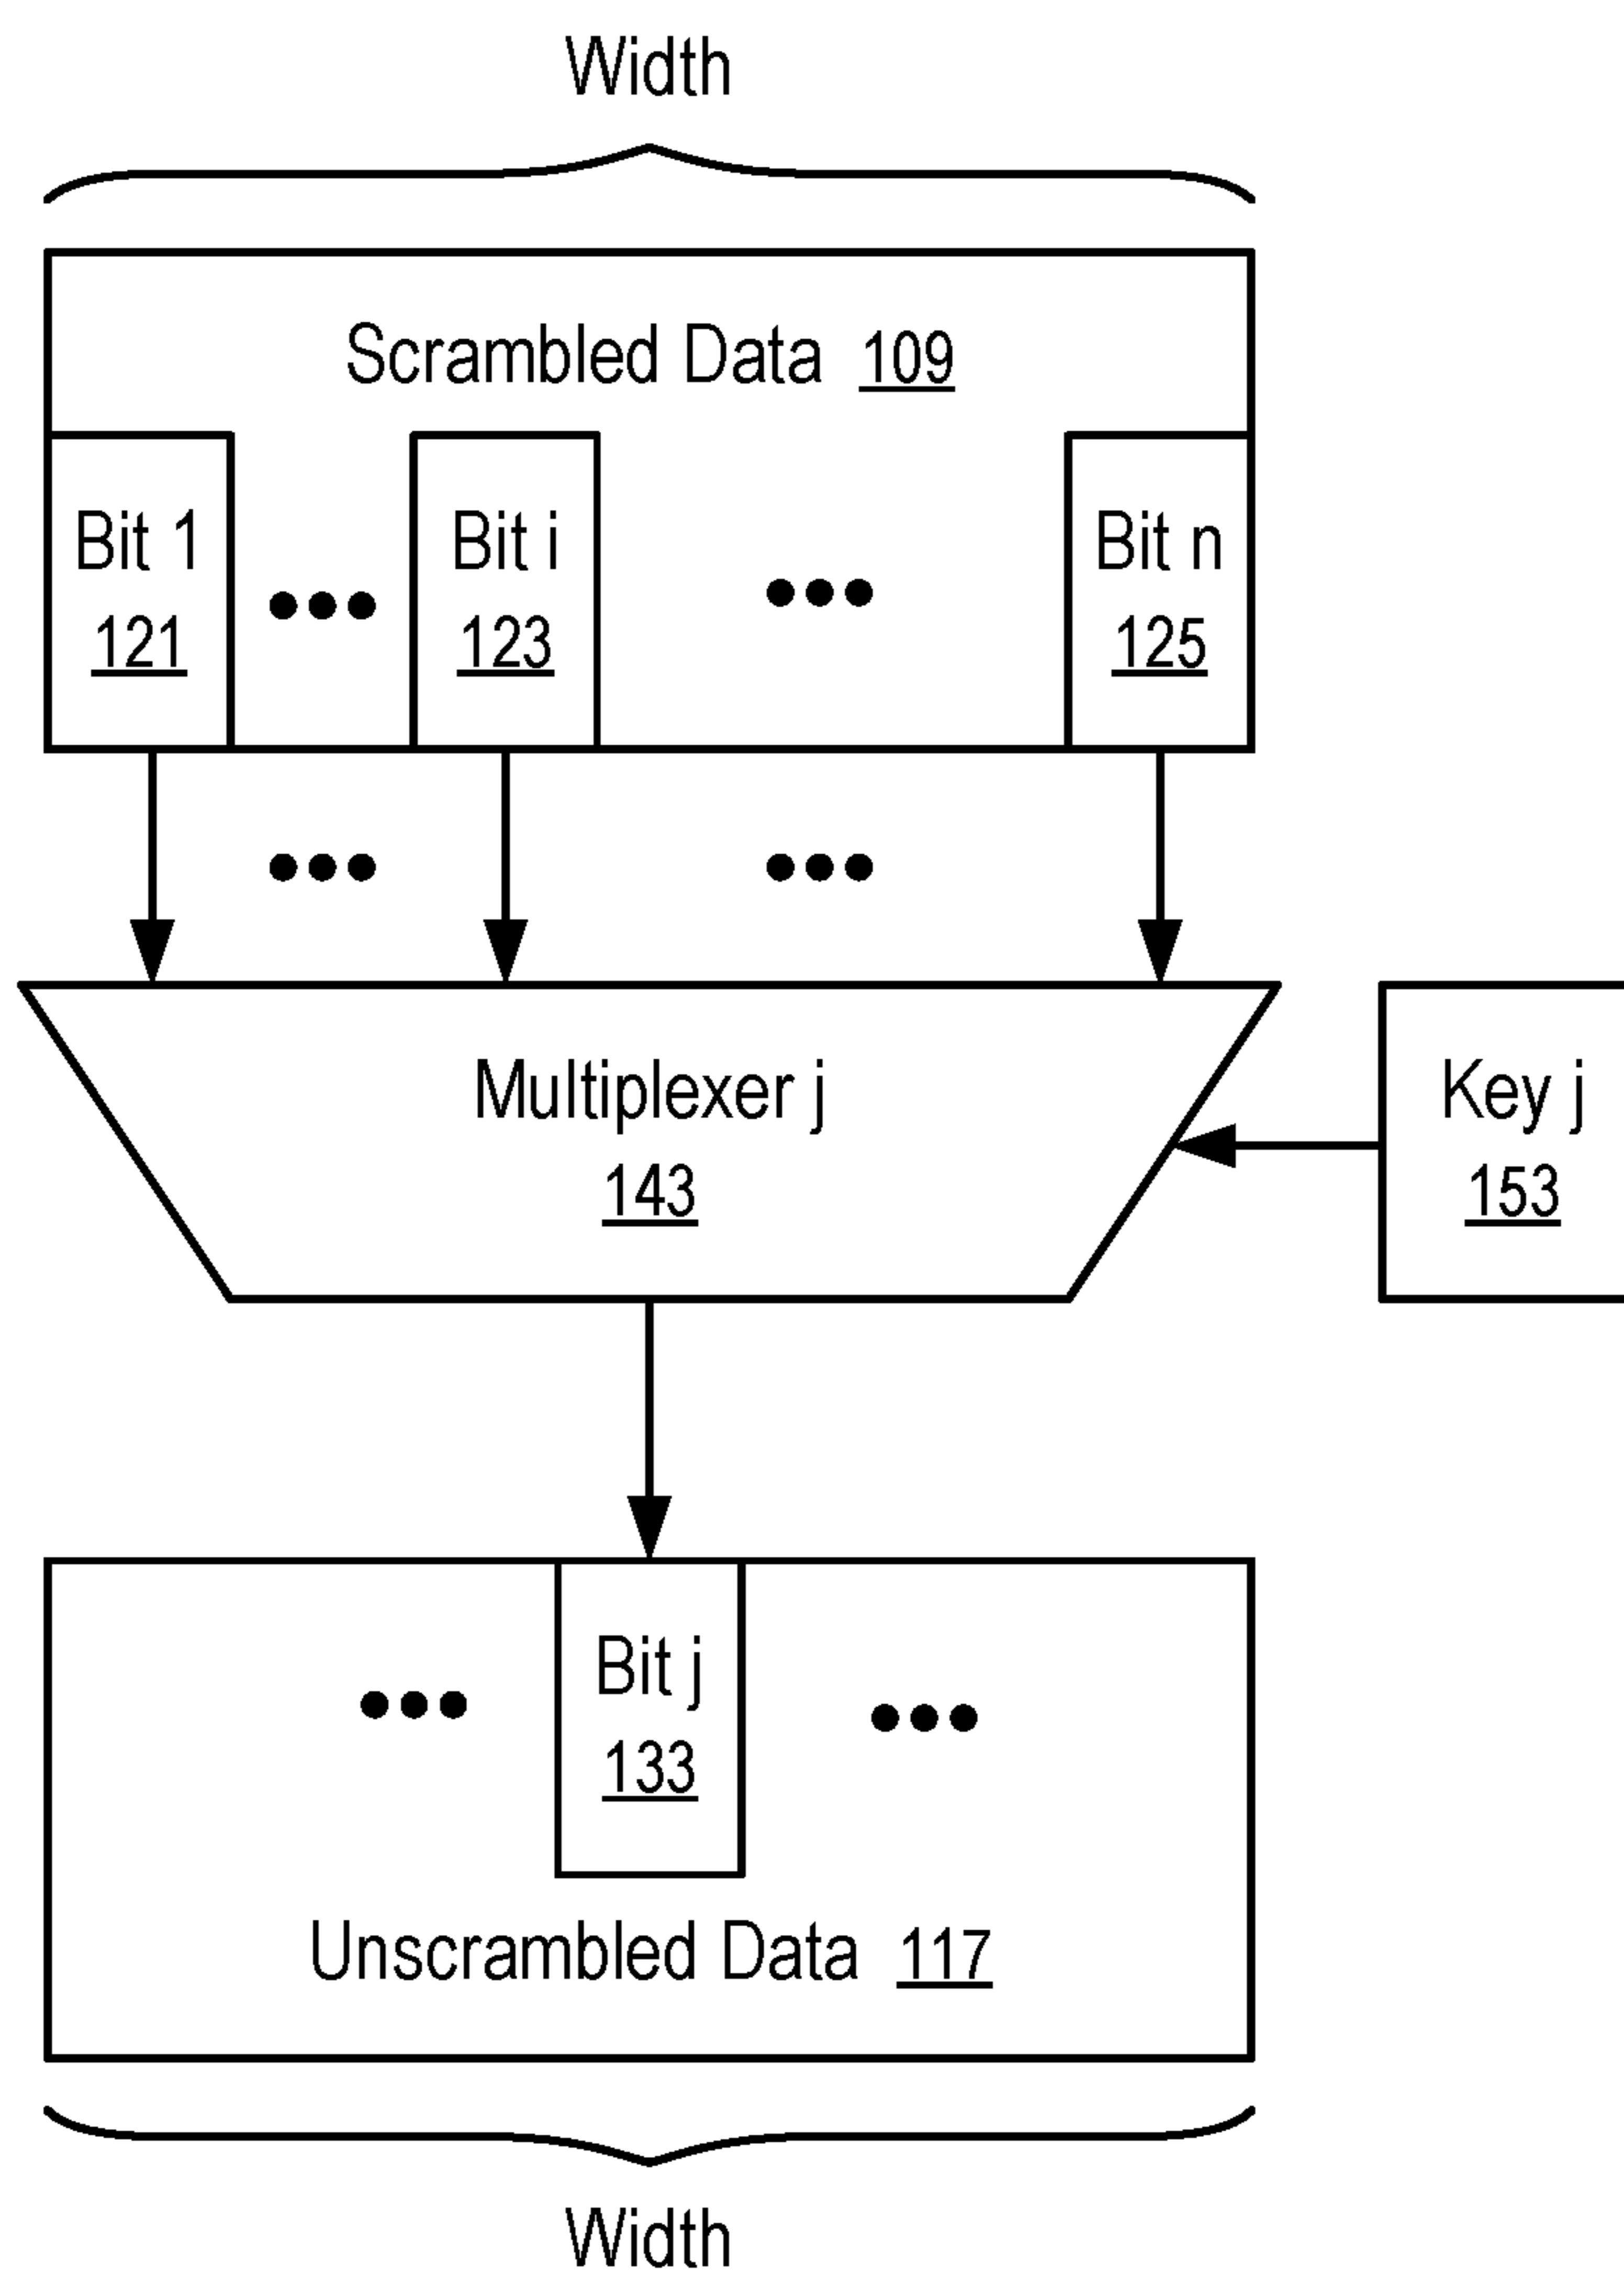 Width
Scrambled Data 109
Bit 1
121
Bit i
123
Bit n
125
Multiplexer j
143
Key j
153
Bit j
133
Unscrambled Data 117
Width